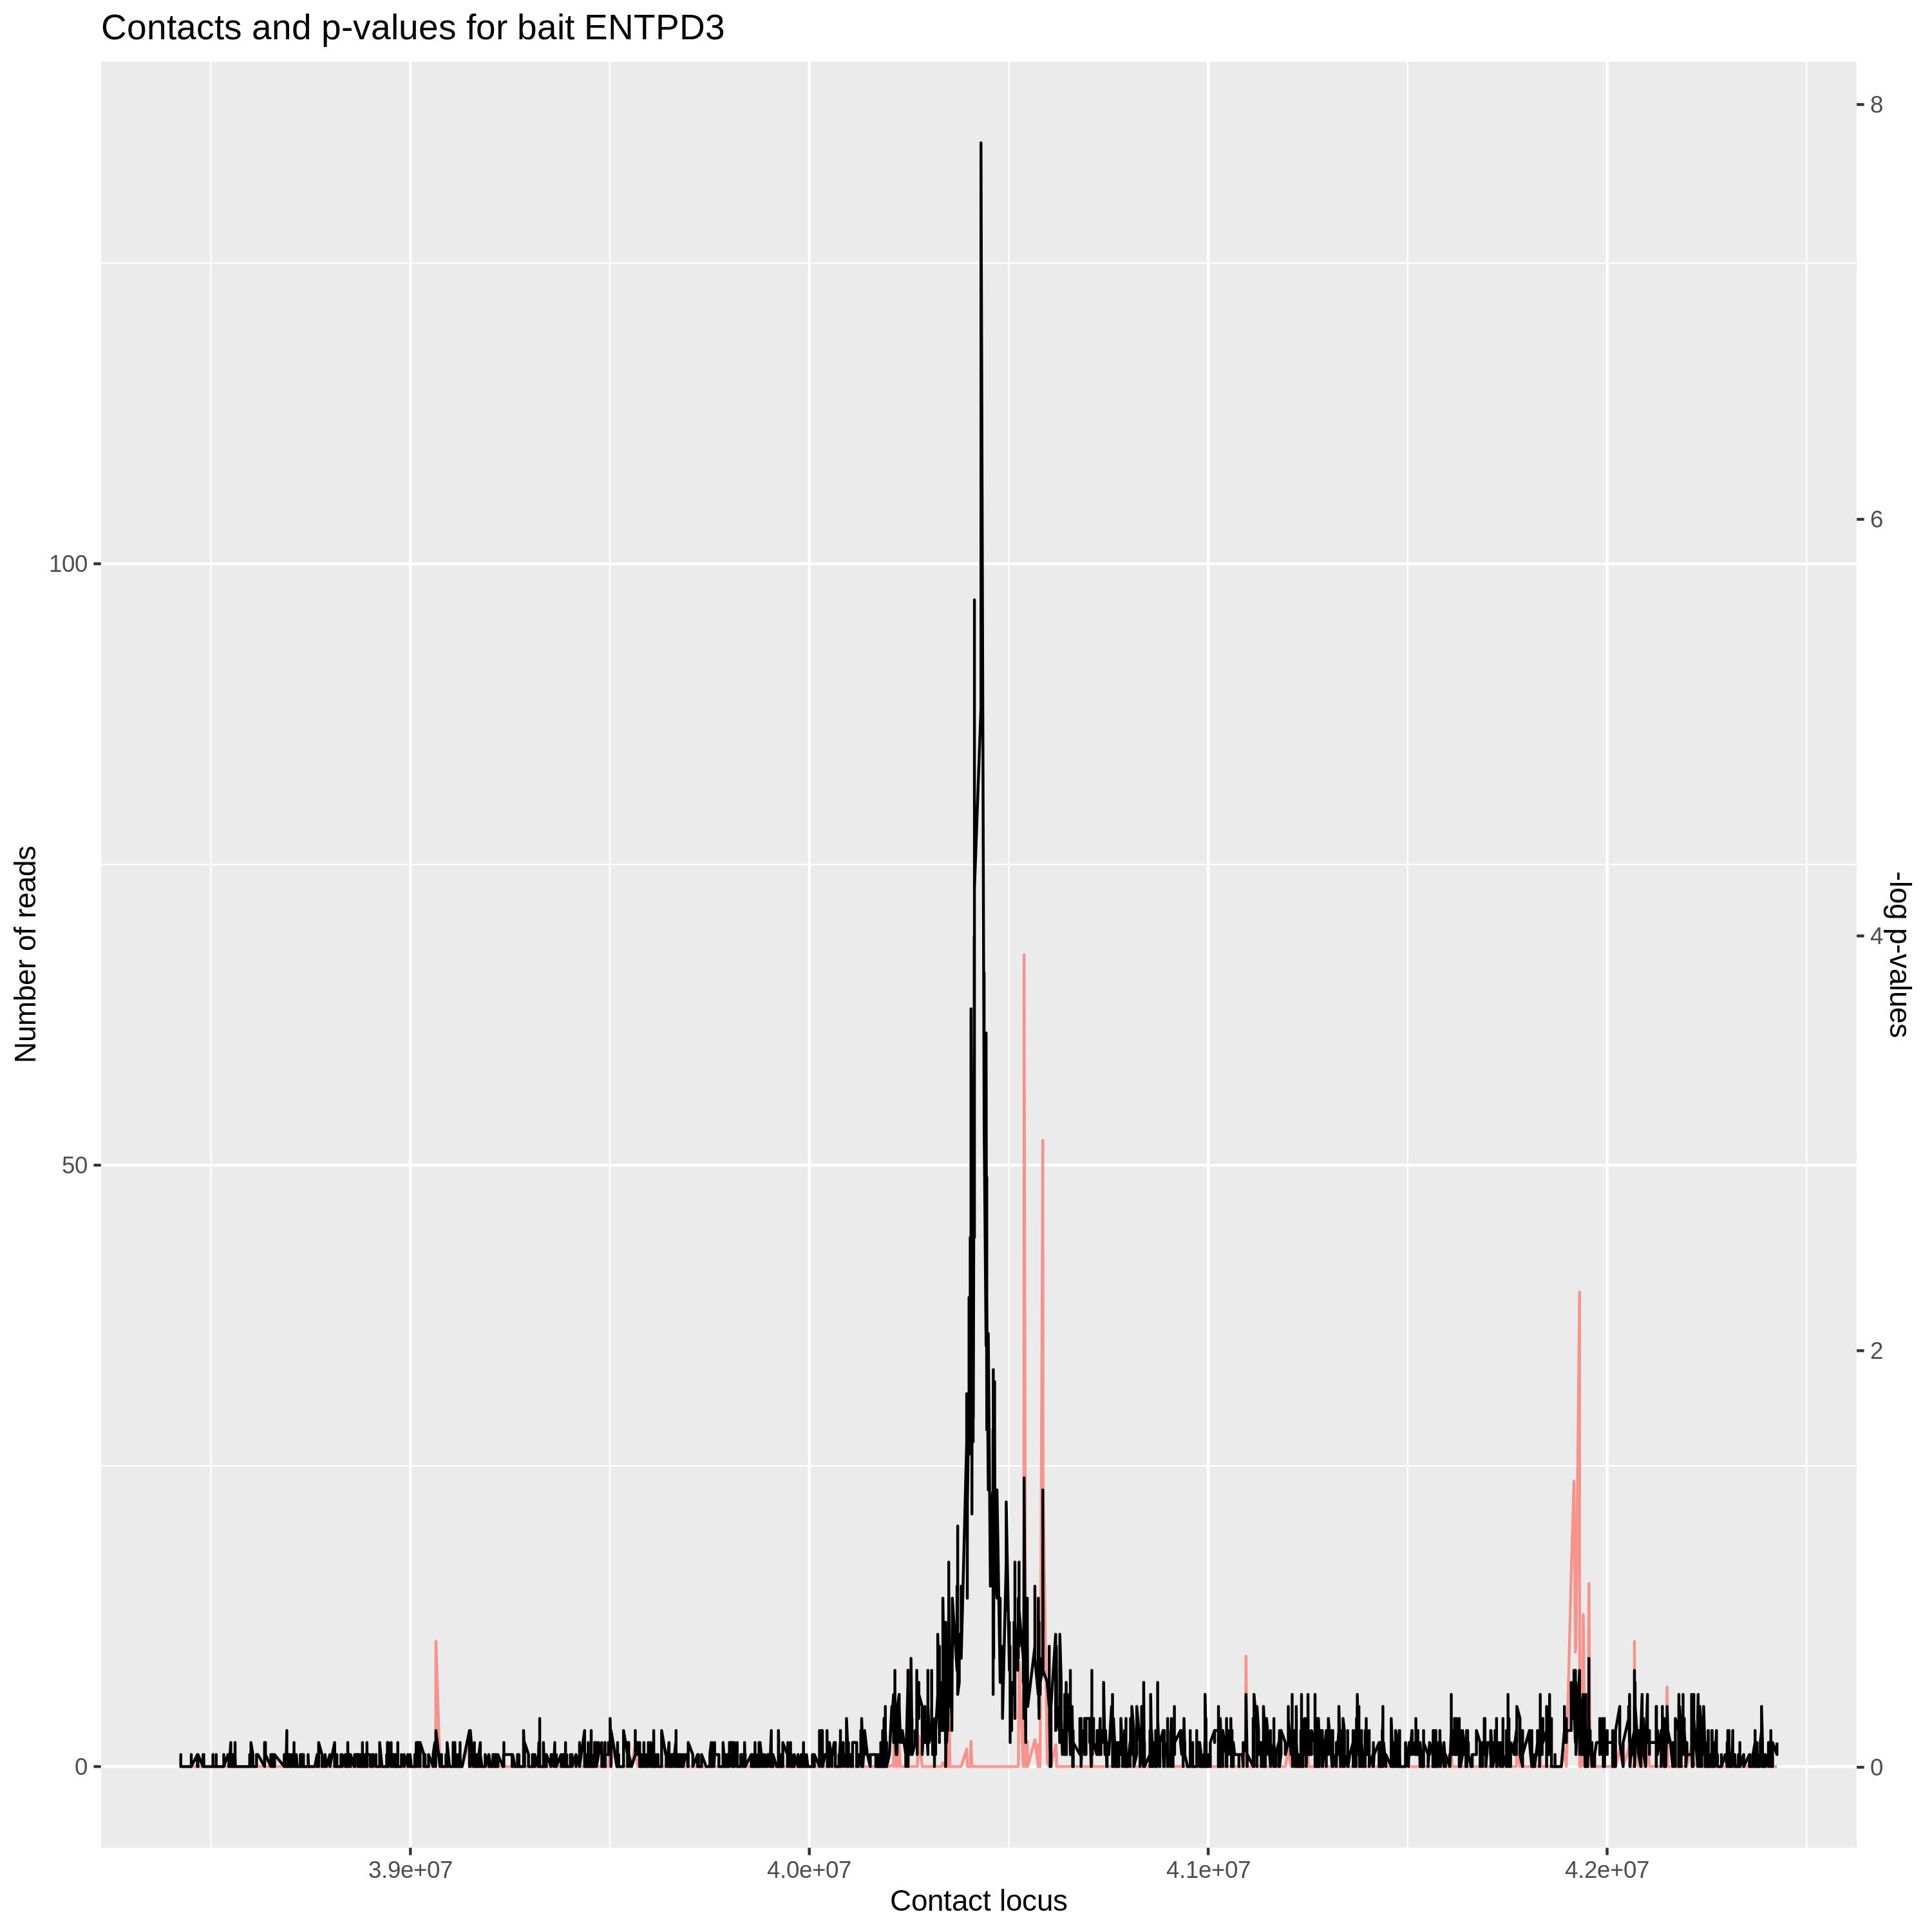 Contacts and p-values for bait ENTPD3
8
6
100
Number of reads
4
-log p-values
50
2
0
0
3.9e+07
4.0e+07
4.1e+07
4.2e+07
Contact locus